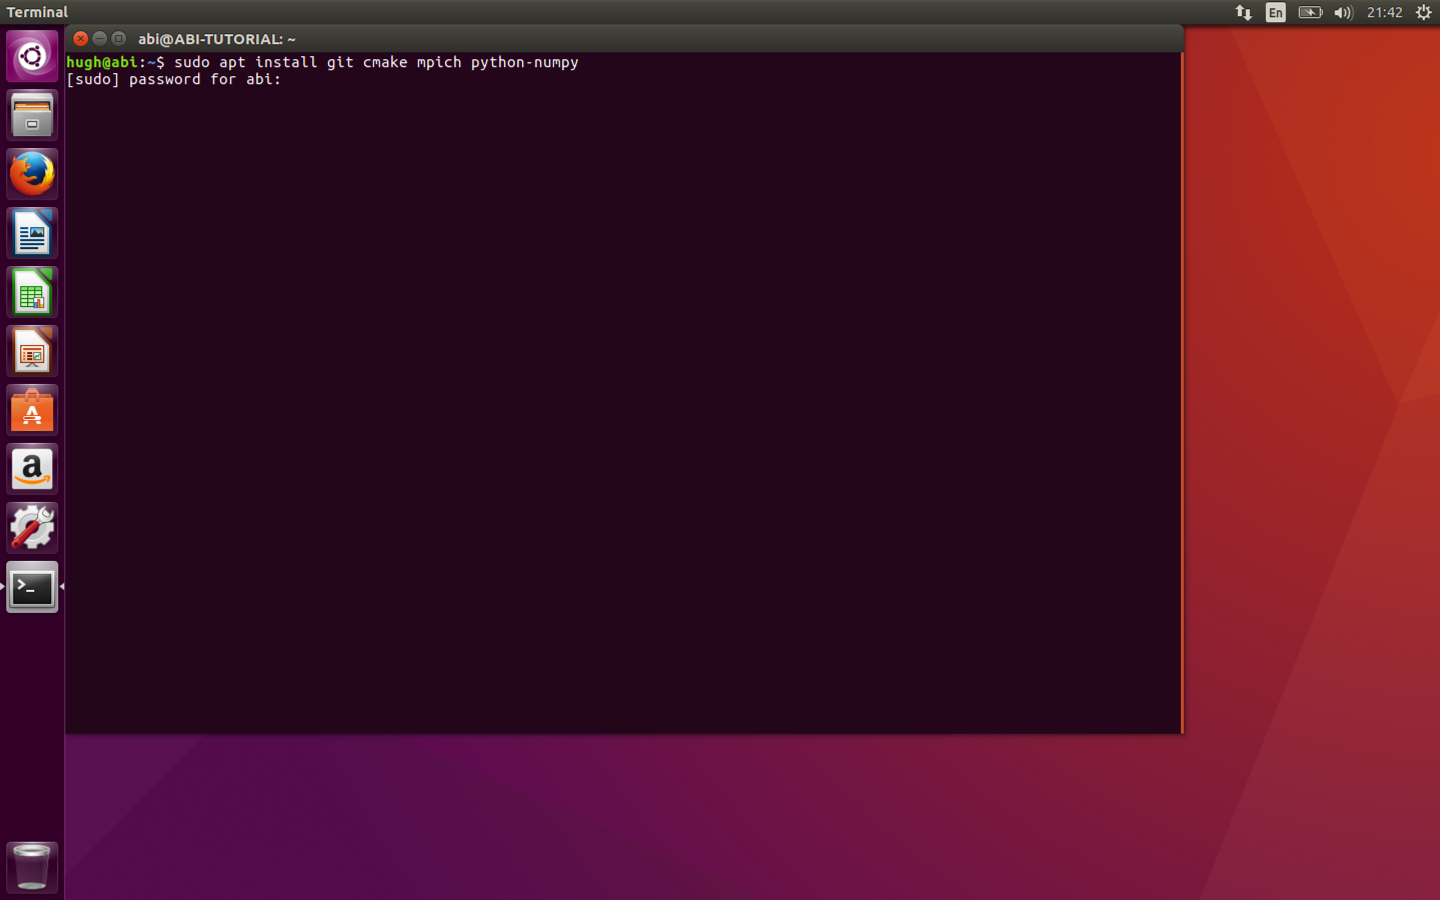 Terminal
En
21:42
abi@ABI-TUTORIAL: ~
hugh@abi:~$ sudo apt install git cmake mpich python-numpy
[sudo] password for abi: